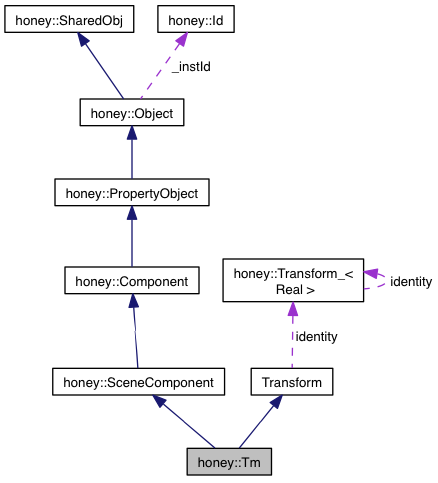 honey::SharedObj
honey::Id
_instId
honey::Object
honey::PropertyObject
honey::Component
honey::Transform_<
Real >
identity
identity
honey::SceneComponent
Transform
honey::Tm